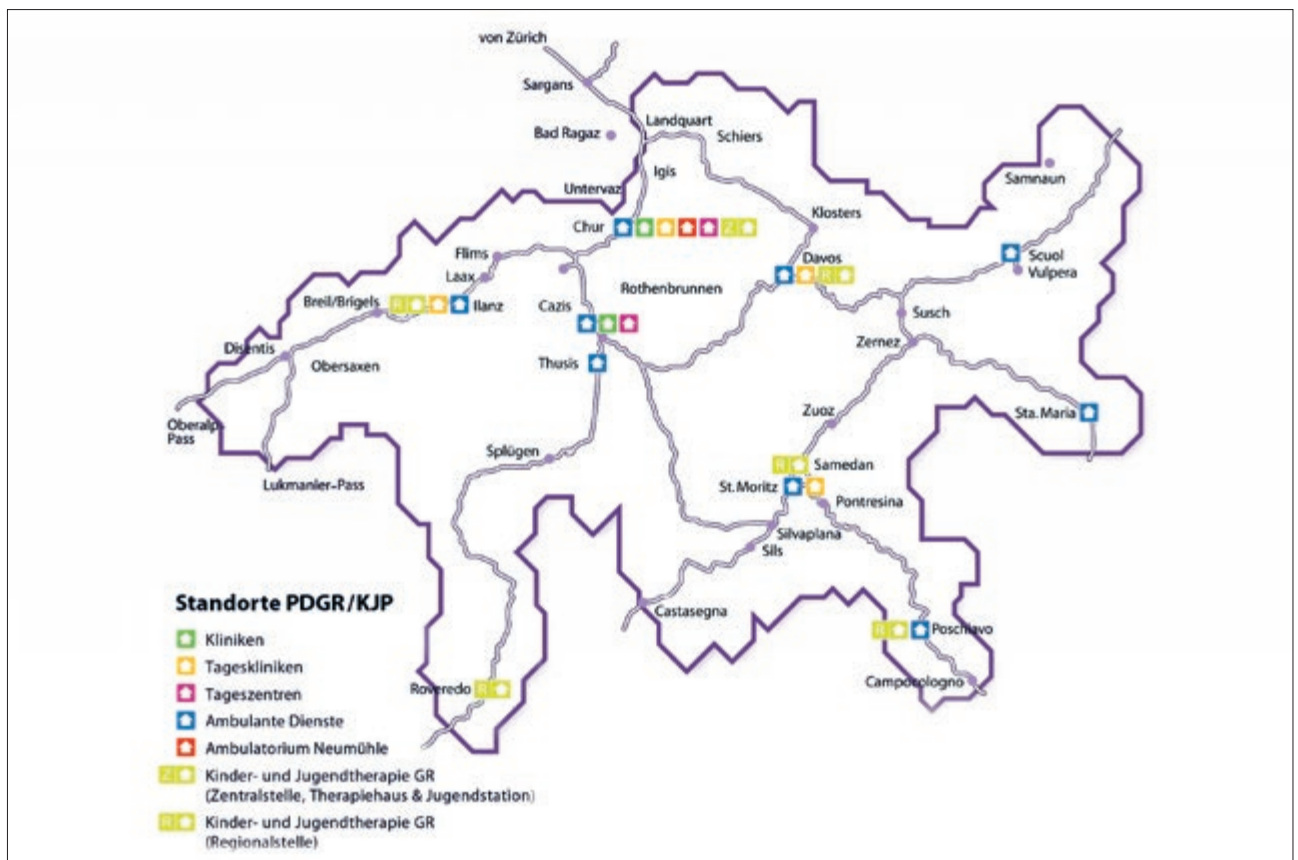 von Zürich
Sargans
Landquart
Bad Ragaz
Schiers
Igis
Samnaun
Untervaz
Klosters
Chur
Z
Flims
Davos
R
Scuol
Vulpera
Laax
Rothenbrunnen
Breil/Brigels
R
Ilanz
Cazis
Susch
Zernez
Disentis
Obersaxen
Thusis
Zuoz
Sta. Maria
Oberalp-
Pass
Splügen
R
Samedan
Lukmanier-Pass
St. Moritz
Pontresina
Silvaplana
Sils
Castasegna
R
Poschiavo
Campocologno
Roveredo
R
Standorte PDGR/KJP
Kliniken
Tageskliniken
Tageszentren
Ambulante Dienste
Ambulatorium Neumühle
Z
Kinder- und Jugendtherapie GR
(Zentralstelle, Therapiehaus & Jugendstation)
R
Kinder- und Jugendtherapie GR
(Regionalstelle)